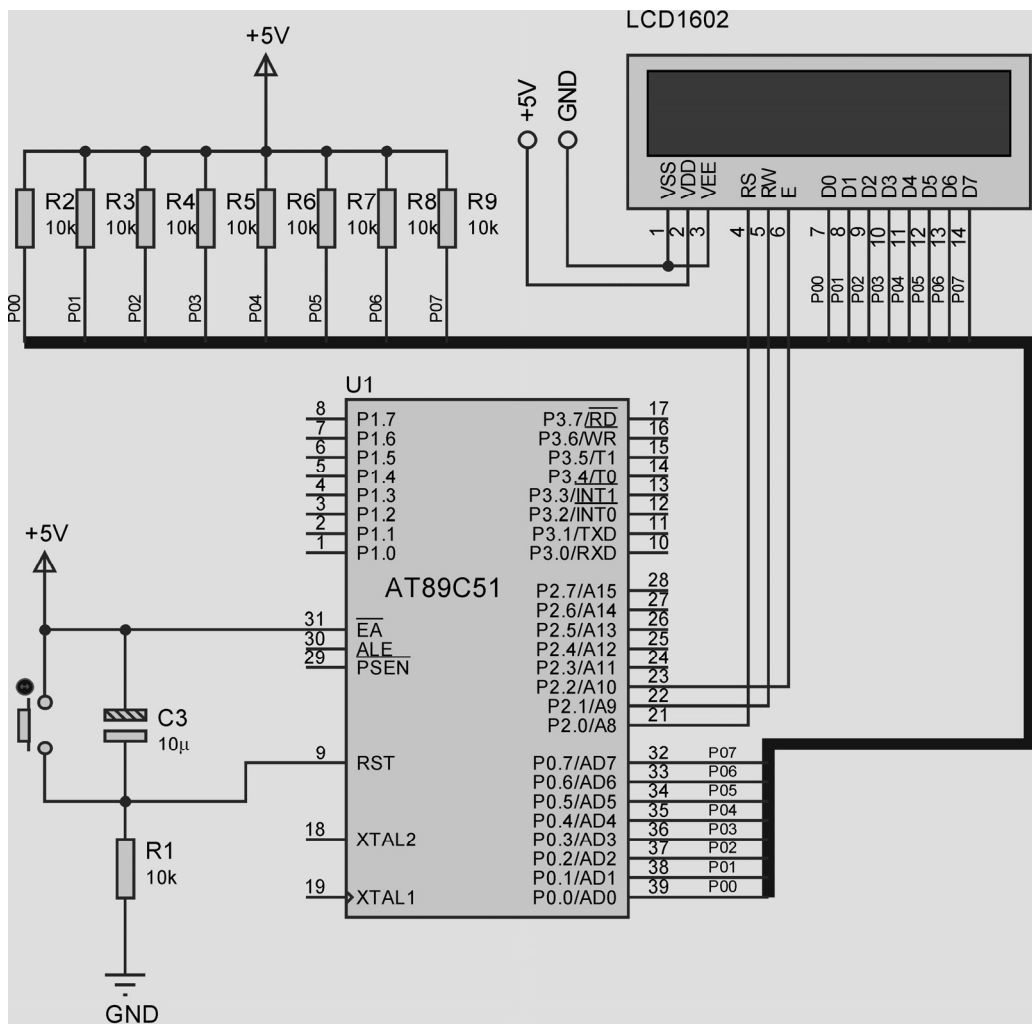 LCD1602
+5V
+5V
GND
VSS
VDD
VEE
RS
RW
E
D0
D1
D2
D3
D4
D5
D6
D7
1
2
3
4
5
6
7
8
9
10
11
12
13
14
R2
10k
R3
10k
R4
10k
R5
10k
R6
10k
R7
10k
R8
10k
R9
10k
P00
P01
P02
P03
P04
P05
P06
P07
P00
P01
P02
P03
P04
P05
P06
P07
U1
AT89C51
8 P1.7
7 P1.6
6 P1.5
5 P1.4
4 P1.3
3 P1.2
2 P1.1
1 P1.0
31 EA
30 ALE
29 PSEN
9 RST
18 XTAL2
19 XTAL1
P3.7/RD 17
P3.6/WR 16
P3.5/T1 15
P3.4/T0 14
P3.3/INT1 13
P3.2/INT0 12
P3.1/TXD 11
P3.0/RXD 10
P2.7/A15 28
P2.6/A14 27
P2.5/A13 26
P2.4/A12 25
P2.3/A11 24
P2.2/A10 23
P2.1/A9 22
P2.0/A8 21
P0.7/AD7 32 P07
P0.6/AD6 33 P06
P0.5/AD5 34 P05
P0.4/AD4 35 P04
P0.3/AD3 36 P03
P0.2/AD2 37 P02
P0.1/AD1 38 P01
P0.0/AD0 39 P00
+5V
C3
10μ
R1
10k
GND